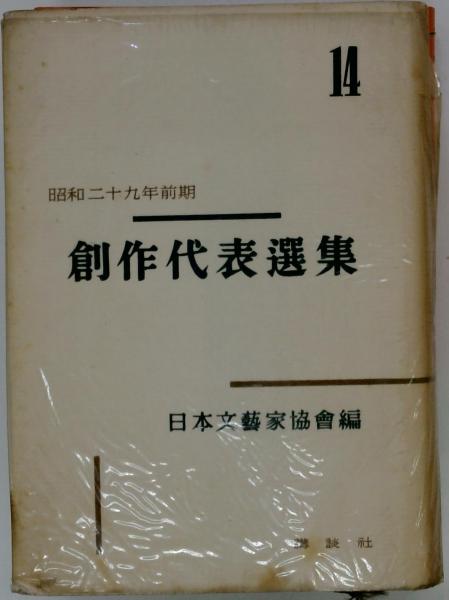 14
昭和二十九年前期
創作代表選集
日本文藝家協會編
講談社